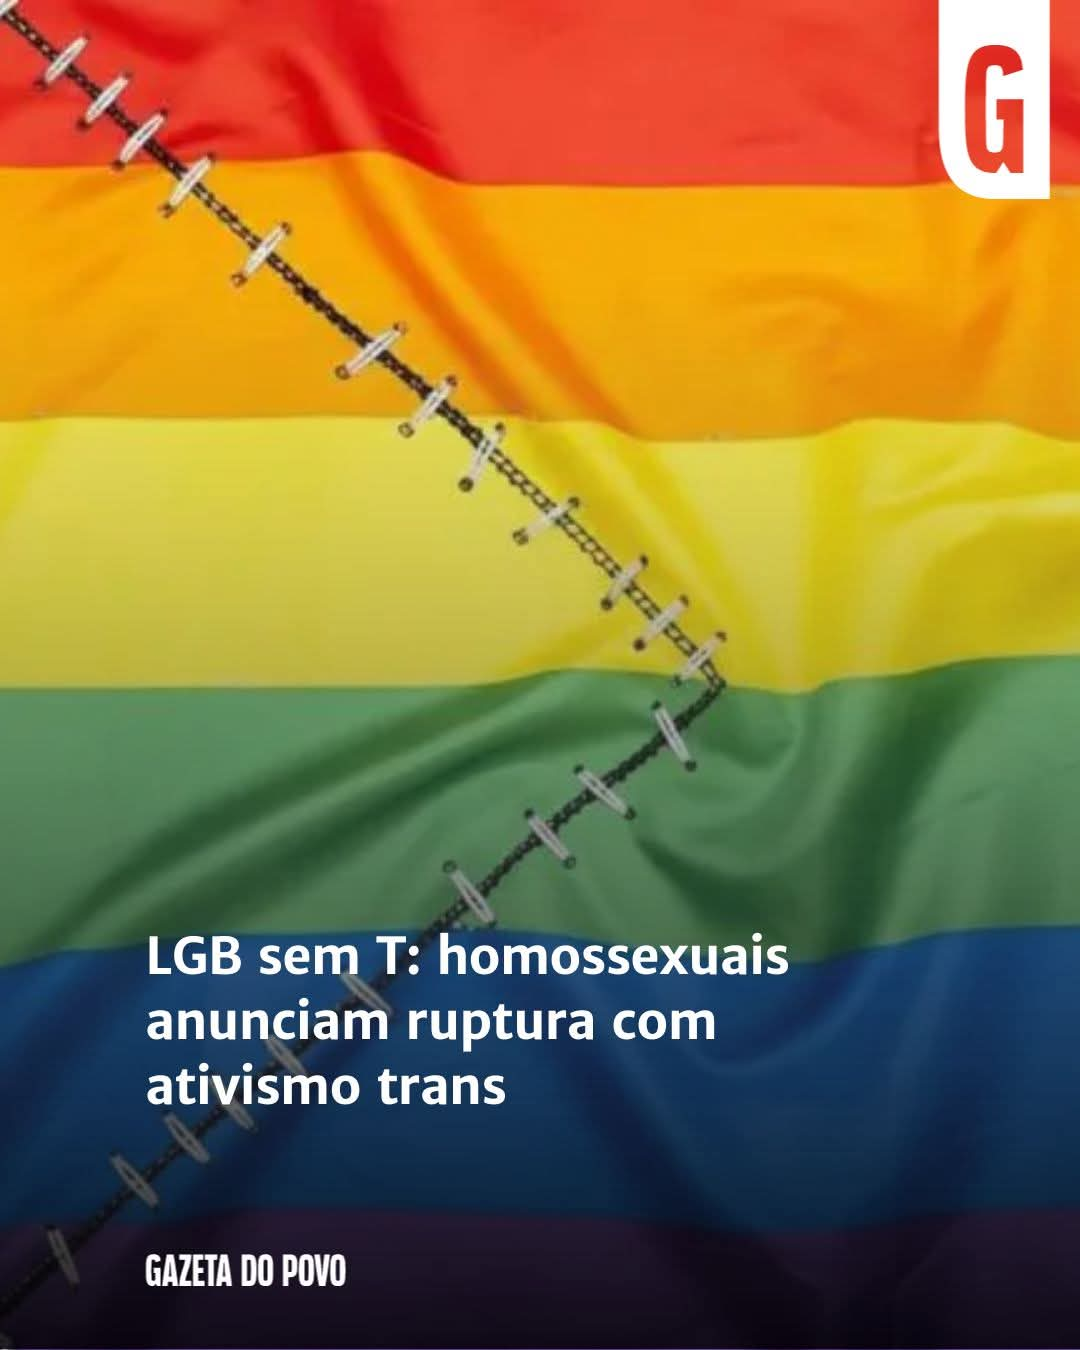 G
LGB sem T: homossexuais
anunciam ruptura com
ativismo trans
GAZETA DO POVO